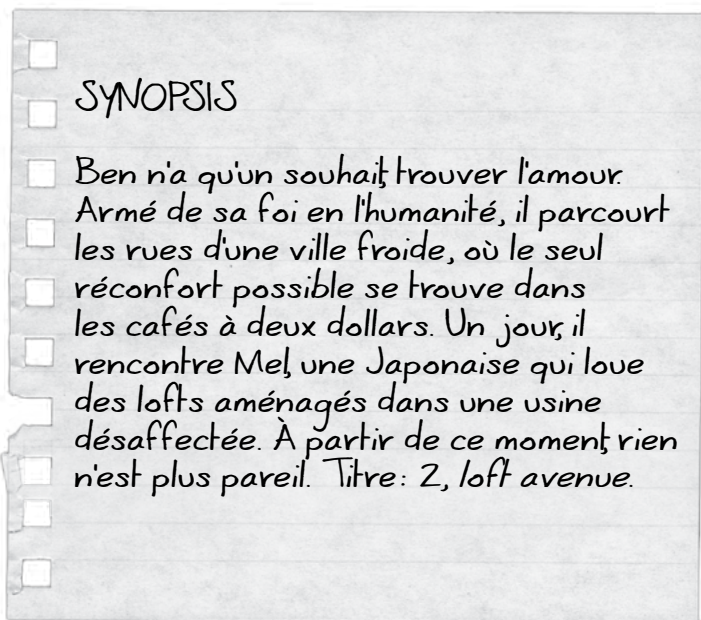 SYNOPSIS
Ben n'a qu'un souhait, trouver l'amour.
Armé de sa foi en l'humanité, il parcourt
les rues d'une ville froide, où le seul
réconfort possible se trouve dans
les cafés à deux dollars. Un jour, il
rencontre Mel, une Japonaise qui loue
des lofts aménagés dans une usine
désaffectée. À partir de ce moment, rien
n'est plus pareil. Titre: 2, loft avenue.